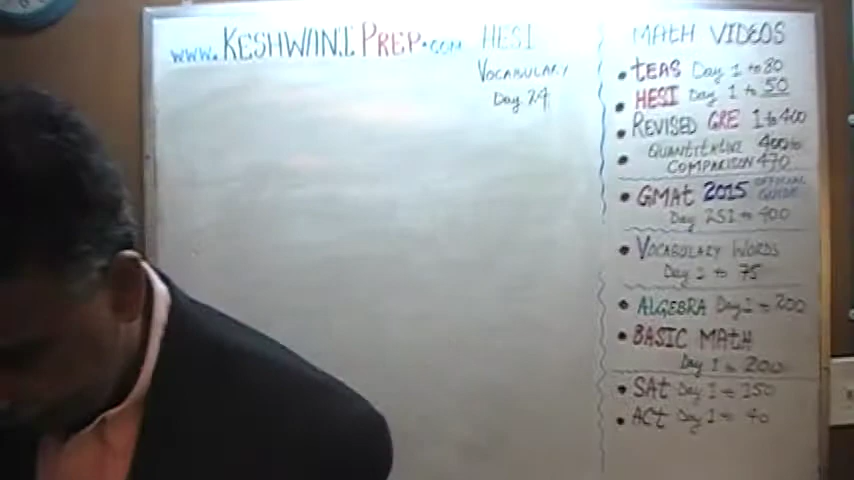 www.KESHWANIPREP.com
HESI
VOCABULARY
Day 24
MATH VIDEOS
• TEAS Day 1 to 80
• HESI Day 1 to 50
• REVISED GRE 1 to 400
• QUANTITATIVE 400 to
COMPARISON 470
• GMAT 2015 OFFICIAL
GUIDE
Day 251 to 400
• VOCABULARY WORDS
Day 1 to 75
• ALGEBRA Day 1 to 200
• BASIC MATH
Day 1 to 200
• SAT Day 1 to 150
• ACT Day 1 to 40